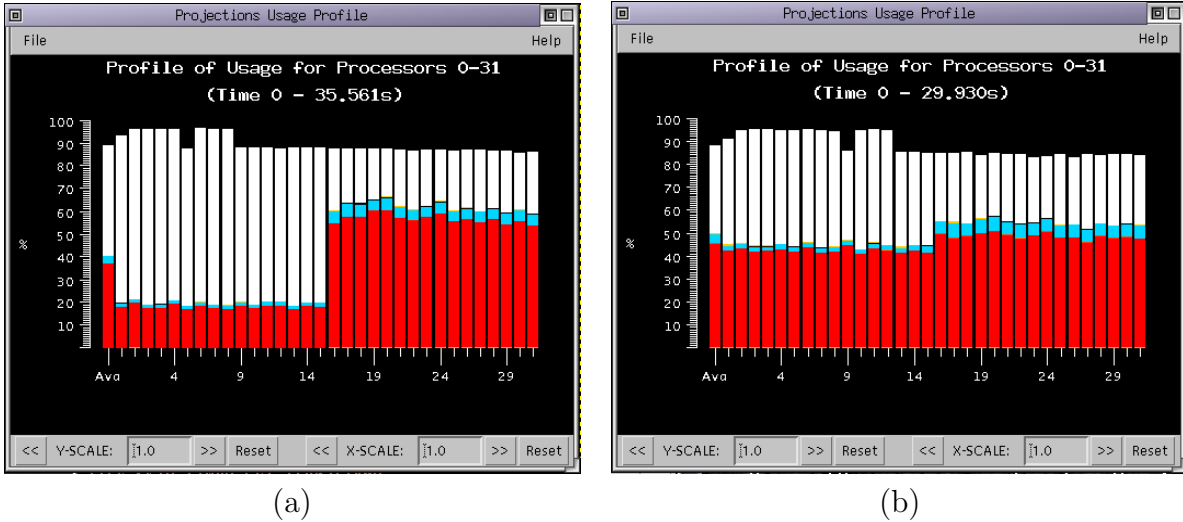 Projections Usage Profile
File Help
Profile of Usage for Processors 0-31
(Time 0 - 35.561s)
100
90
80
70
60
50
%
40
30
20
10
Ava 4 9 14 19 24 29
<< Y-SCALE: 1.0 >> Reset << X-SCALE: 1.0 >> Reset
(a)
Projections Usage Profile
File Help
Profile of Usage for Processors 0-31
(Time 0 - 29.930s)
100
90
80
70
60
50
%
40
30
20
10
Ava 4 9 14 19 24 29
<< Y-SCALE: 1.0 >> Reset << X-SCALE: 1.0 >> Reset
(b)